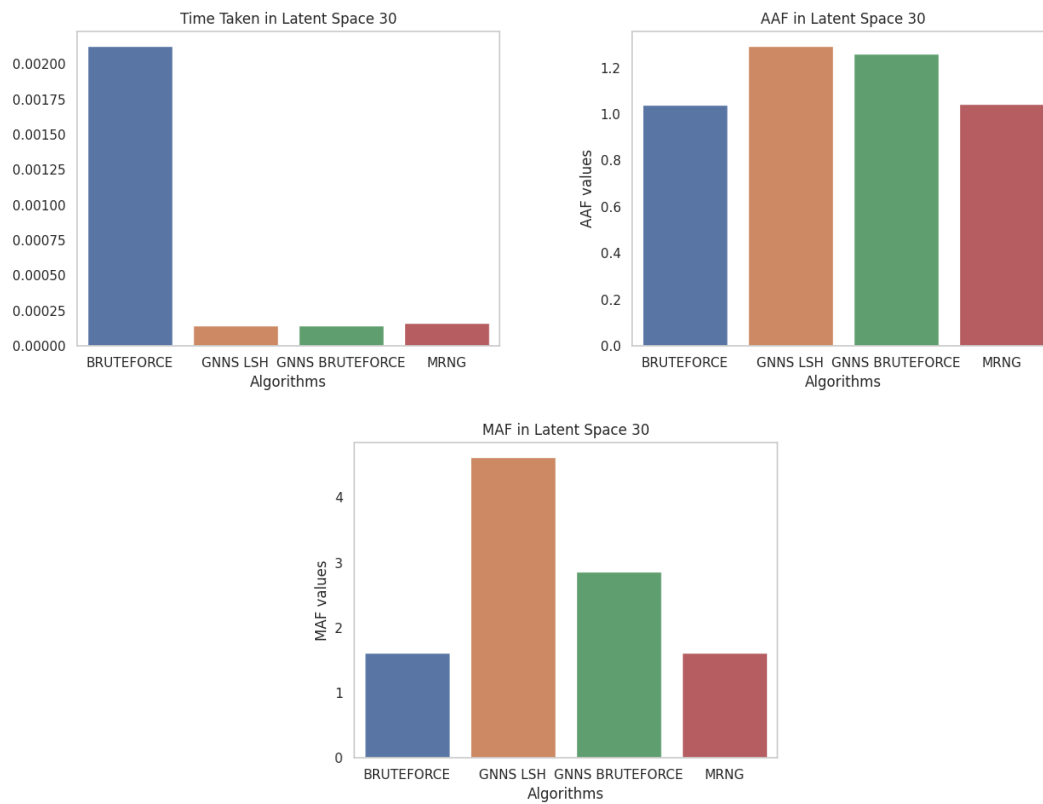 Time Taken in Latent Space 30
0.00200
0.00175
0.00150
0.00125
0.00100
0.00075
0.00050
0.00025
0.00000
BRUTEFORCE GNNS LSH GNNS BRUTEFORCE MRNG
Algorithms
AAF in Latent Space 30
AAF values
1.2
1.0
0.8
0.6
0.4
0.2
0.0
BRUTEFORCE GNNS LSH GNNS BRUTEFORCE MRNG
Algorithms
MAF in Latent Space 30
MAF values
4
3
2
1
0
BRUTEFORCE GNNS LSH GNNS BRUTEFORCE MRNG
Algorithms